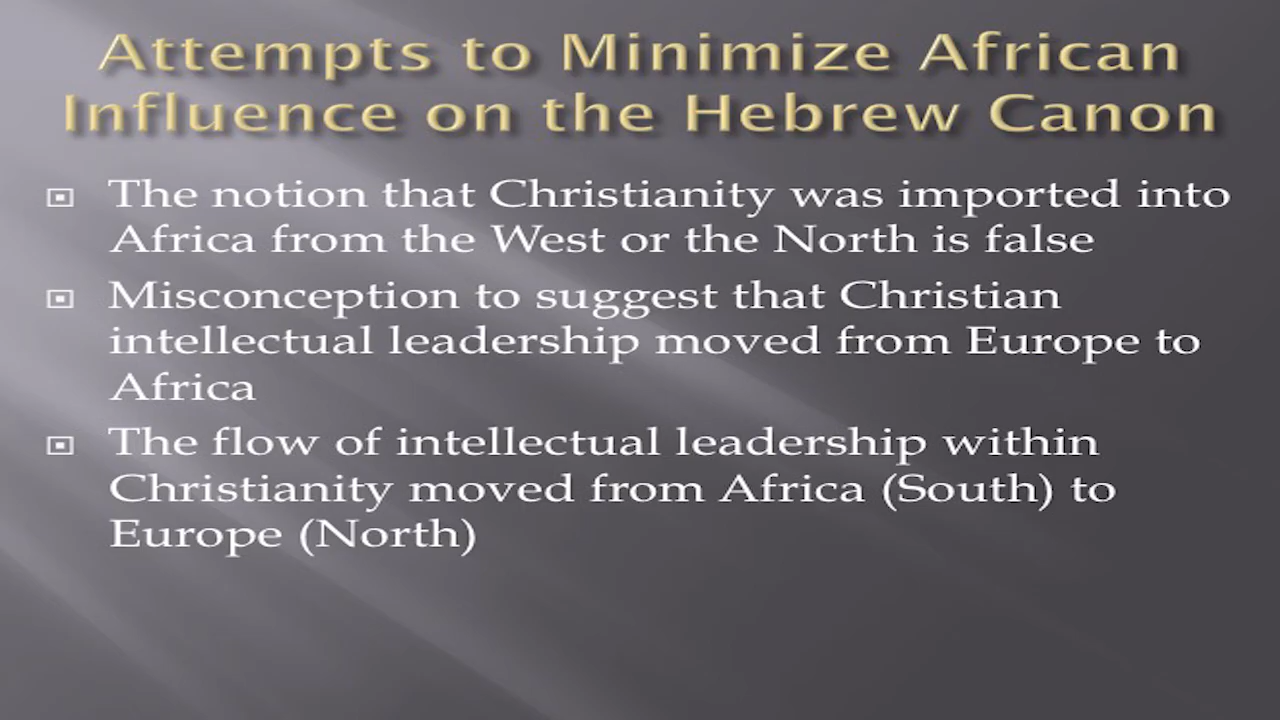 Attempts to Minimize African
Influence on the Hebrew Canon
The notion that Christianity was imported into
Africa from the West or the North is false
Misconception to suggest that Christian
intellectual leadership moved from Europe to
Africa
The flow of intellectual leadership within
Christianity moved from Africa (South) to
Europe (North)